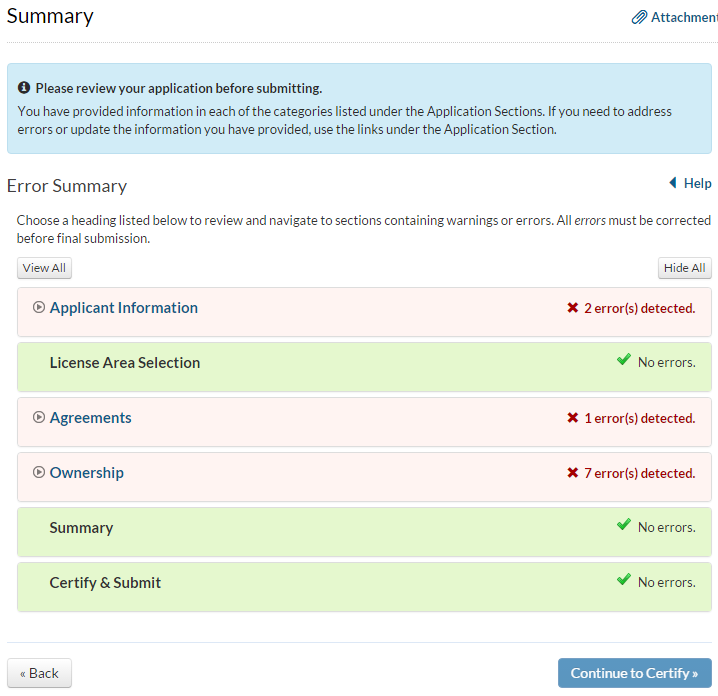 Summary
Attachment
Please review your application before submitting.
You have provided information in each of the categories listed under the Application Sections. If you need to address
errors or update the information you have provided, use the links under the Application Section.
Error Summary
Help
Choose a heading listed below to review and navigate to sections containing warnings or errors. All errors must be corrected
before final submission.
View All
Hide All
Applicant Information
2 error(s) detected.
License Area Selection
No errors.
Agreements
1 error(s) detected.
Ownership
7 error(s) detected.
Summary
No errors.
Certify & Submit
No errors.
« Back
Continue to Certify »